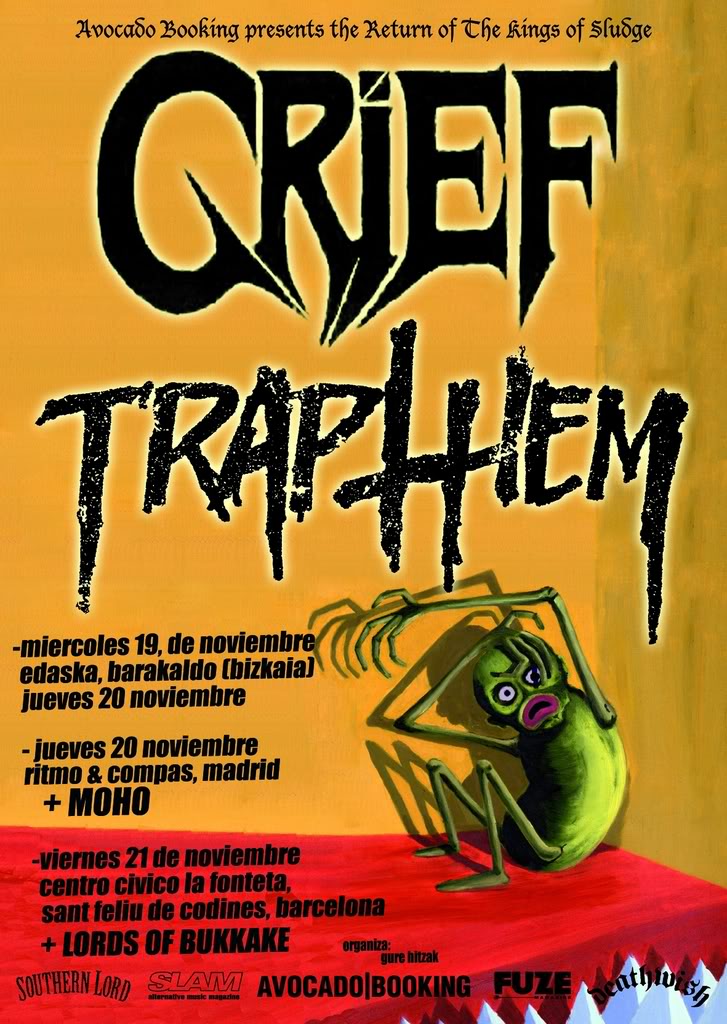 Avocado Booking presents the Return of The Kings of Sludge
GRiEF
TRAP THEM
-miercoles 19, de noviembre
edaska, barakaldo (bizkaia)
jueves 20 noviembre
- jueves 20 noviembre
ritmo & compas, madrid
+ MOHO
-viernes 21 de noviembre
centro civico la fonteta,
sant feliu de codines, barcelona
+ LORDS OF BUKKAKE
organiza:
gure hitzak
SOUTHERN LORD
SLAM
alternative music magazine
AVOCADO|BOOKING
FUZE
MAGAZINE
deathwish